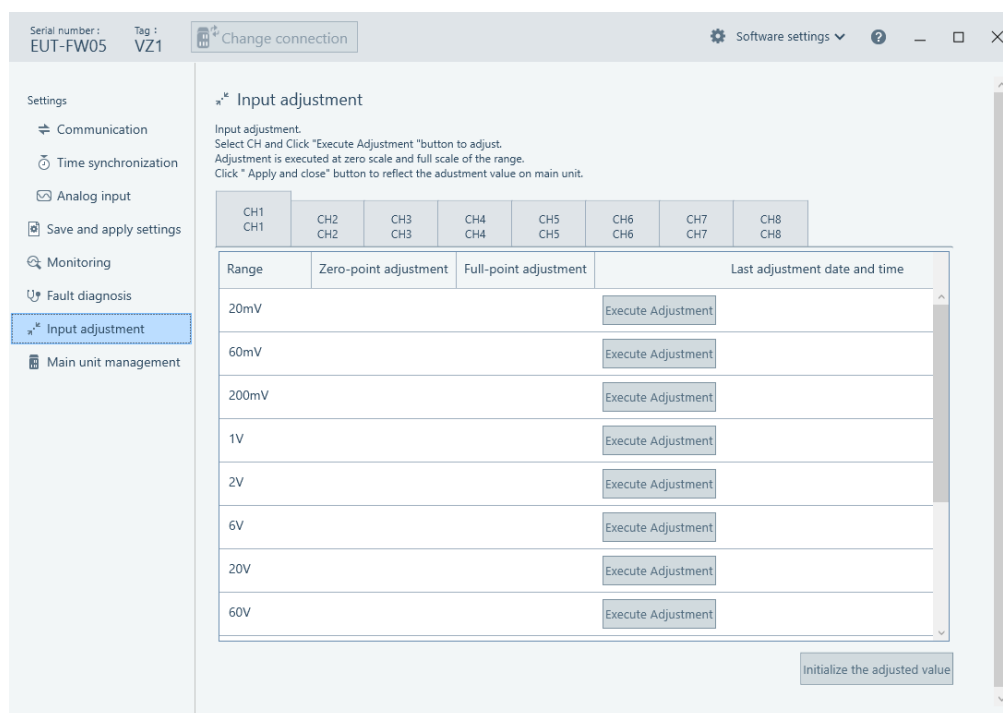 Serial number : Tag :
EUT-FW05 VZ1
Change connection
Software settings
Settings
Communication
Time synchronization
Analog input
Save and apply settings
Monitoring
Fault diagnosis
Input adjustment
Main unit management
Input adjustment
Input adjustment.
Select CH and Click "Execute Adjustment "button to adjust.
Adjustment is executed at zero scale and full scale of the range.
Click " Apply and close" button to reflect the adustment value on main unit.
CH1 CH2 CH3 CH4 CH5 CH6 CH7 CH8
CH1 CH2 CH3 CH4 CH5 CH6 CH7 CH8
Range Zero-point adjustment Full-point adjustment Last adjustment date and time
20mV Execute Adjustment
60mV Execute Adjustment
200mV Execute Adjustment
1V Execute Adjustment
2V Execute Adjustment
6V Execute Adjustment
20V Execute Adjustment
60V Execute Adjustment
Initialize the adjusted value